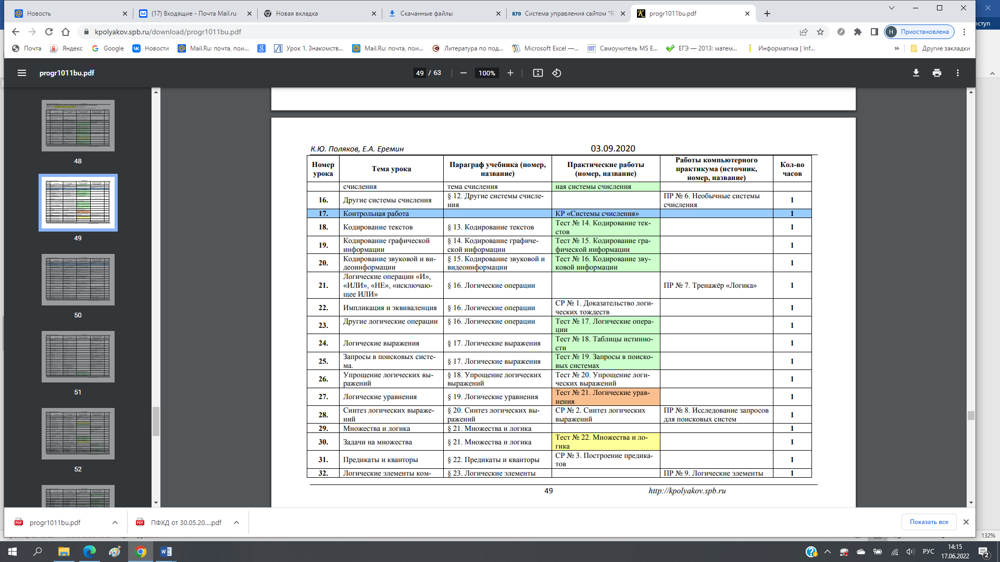 Новость
(17) Входящие - Почта Mail.ru
Новая вкладка
Скачанные файлы
R70 Система управления сайтом "R7
progr1011bu.pdf
kpolyakov.spb.ru/download/progr1011bu.pdf
Н Приостановлена
Почта
Яндекс
Google
Новости
Mail.Ru: почта, пои...
Урок 1. Знакомств...
Mail.Ru: почта, пои...
Литература по под...
Microsoft Excel —...
Самоучитель MS E...
ЕГЭ — 2013: матем...
Информатика | Inf...
»
Другие закладки
progr1011bu.pdf
49 / 63
100%
48
49
50
51
52
К.Ю. Поляков, Е.А. Еремин 03.09.2020
Номер урока Тема урока Параграф учебника (номер, название) Практические работы (номер, название) Работы компьютерного практикума (источник, номер, название) Кол-во часов
счисления тема счисления ная системы счисления
16. Другие системы счисления § 12. Другие системы счисле-
ния ПР № 6. Необычные системы счисления 1
17. Контрольная работа КР «Системы счисления» 1
18. Кодирование текстов § 13. Кодирование текстов Тест № 14. Кодирование тек-
стов 1
19. Кодирование графической информации § 14. Кодирование графиче-
ской информации Тест № 15. Кодирование гра-
фической информации 1
20. Кодирование звуковой и ви-
деоинформации § 15. Кодирование звуковой и видеоинформации Тест № 16. Кодирование зву-
ковой информации 1
21. Логические операции «И», «ИЛИ», «НЕ», «исключаю-
щее ИЛИ» § 16. Логические операции ПР № 7. Тренажёр «Логика» 1
22. Импликация и эквиваленция § 16. Логические операции СР № 1. Доказательство логи-
ческих тождеств 1
23. Другие логические операции § 16. Логические операции Тест № 17. Логические опера-
ции 1
24. Логические выражения § 17. Логические выражения Тест № 18. Таблицы истинно-
сти 1
25. Запросы в поисковых систе-
ма. § 17. Логические выражения Тест № 19. Запросы в поиско-
вых системах 1
26. Упрощение логических вы-
ражений § 18. Упрощение логических выражений Тест № 20. Упрощение логи-
ческих выражений 1
27. Логические уравнения § 19. Логические уравнения Тест № 21. Логические урав-
нения 1
28. Синтез логических выраже-
ний § 20. Синтез логических вы-
ражений СР № 2. Синтез логических выражений ПР № 8. Исследование запросов для поисковых систем 1
29. Множества и логика § 21. Множества и логика 1
30. Задачи на множества § 21. Множества и логика Тест № 22. Множества и ло-
гика 1
31. Предикаты и кванторы § 22. Предикаты и кванторы СР № 3. Построение предика-
тов 1
32. Логические элементы ком- § 23. Логические элементы ПР № 9. Логические элементы 1
49 http://kpolyakov.spb.ru
progr1011bu.pdf
ПФХД от 30.05.20....pdf
Показать все
132%
РУС
14:15
17.06.2022
2